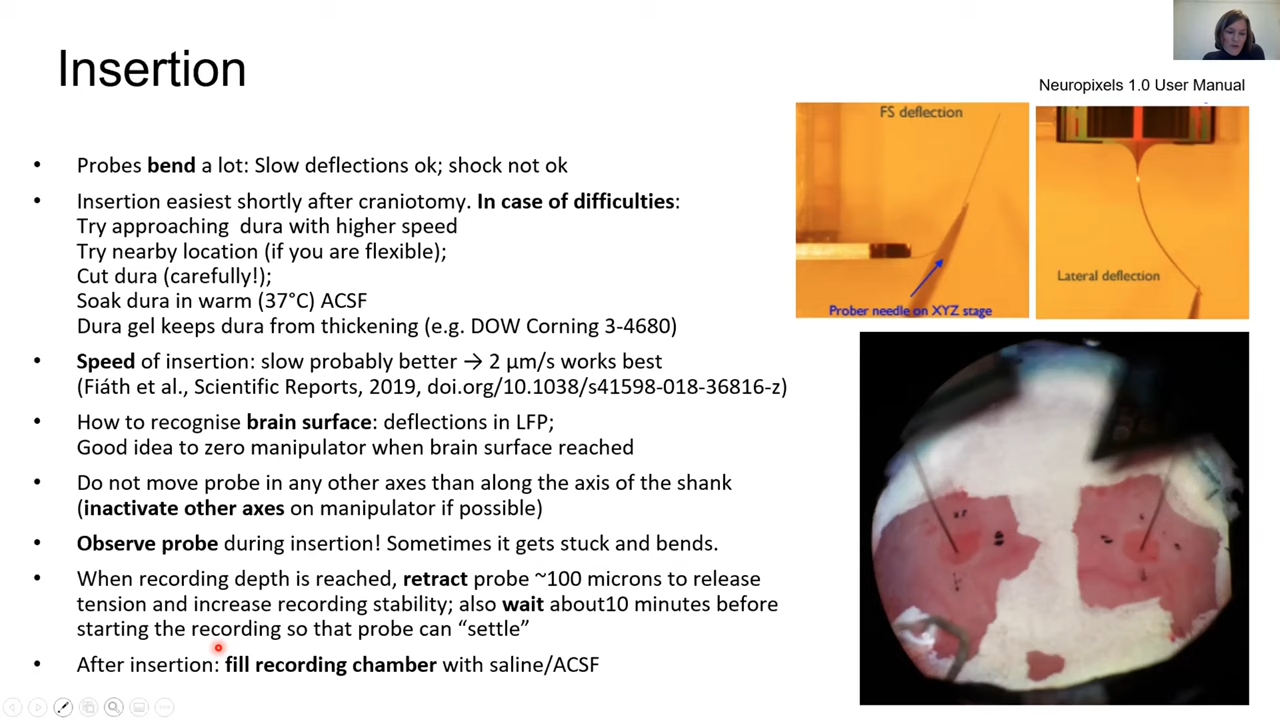 Insertion
Neuropixels 1.0 User Manual
• Probes bend a lot: Slow deflections ok; shock not ok
• Insertion easiest shortly after craniotomy. In case of difficulties:
Try approaching dura with higher speed
Try nearby location (if you are flexible);
Cut dura (carefully!);
Soak dura in warm (37°C) ACSF
Dura gel keeps dura from thickening (e.g. DOW Corning 3-4680)
• Speed of insertion: slow probably better → 2 µm/s works best
(Fiáth et al., Scientific Reports, 2019, doi.org/10.1038/s41598-018-36816-z)
• How to recognise brain surface: deflections in LFP;
Good idea to zero manipulator when brain surface reached
• Do not move probe in any other axes than along the axis of the shank
(inactivate other axes on manipulator if possible)
• Observe probe during insertion! Sometimes it gets stuck and bends.
• When recording depth is reached, retract probe ~100 microns to release
tension and increase recording stability; also wait about10 minutes before
starting the recording so that probe can “settle”
• After insertion: fill recording chamber with saline/ACSF
FS deflection
Prober needle on XYZ stage
Lateral deflection